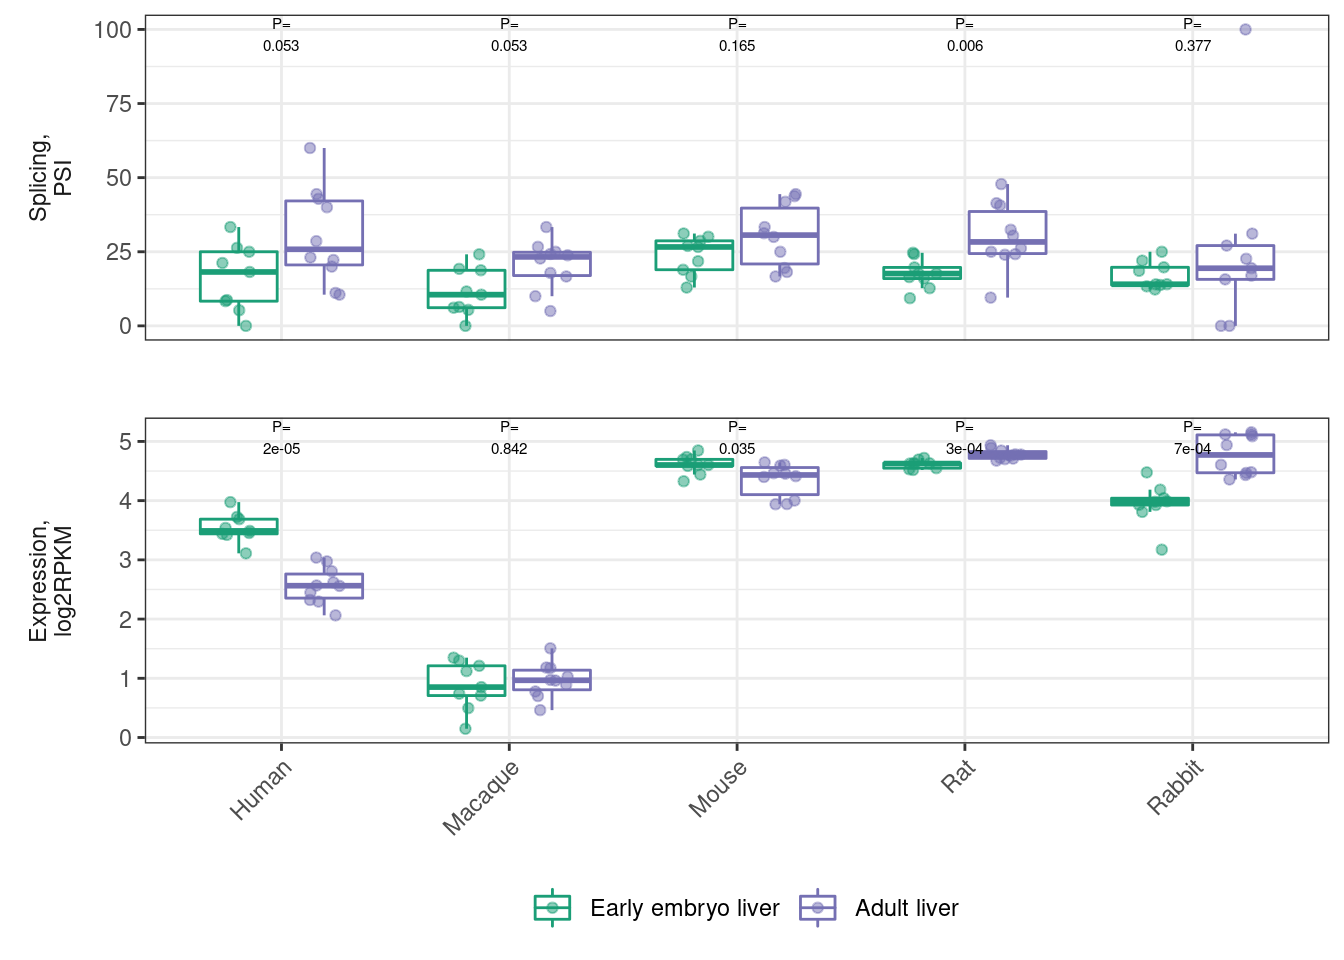 P= P= P= P= P=
0.053 0.053 0.165 0.006 0.377
100
75
50
25
0
Splicing,
PSI
P= P= P= P= P=
2e-05 0.842 0.035 3e-04 7e-04
5
4
3
2
1
0
Expression,
log2RPKM
Human Macaque Mouse Rat Rabbit
Early embryo liver Adult liver